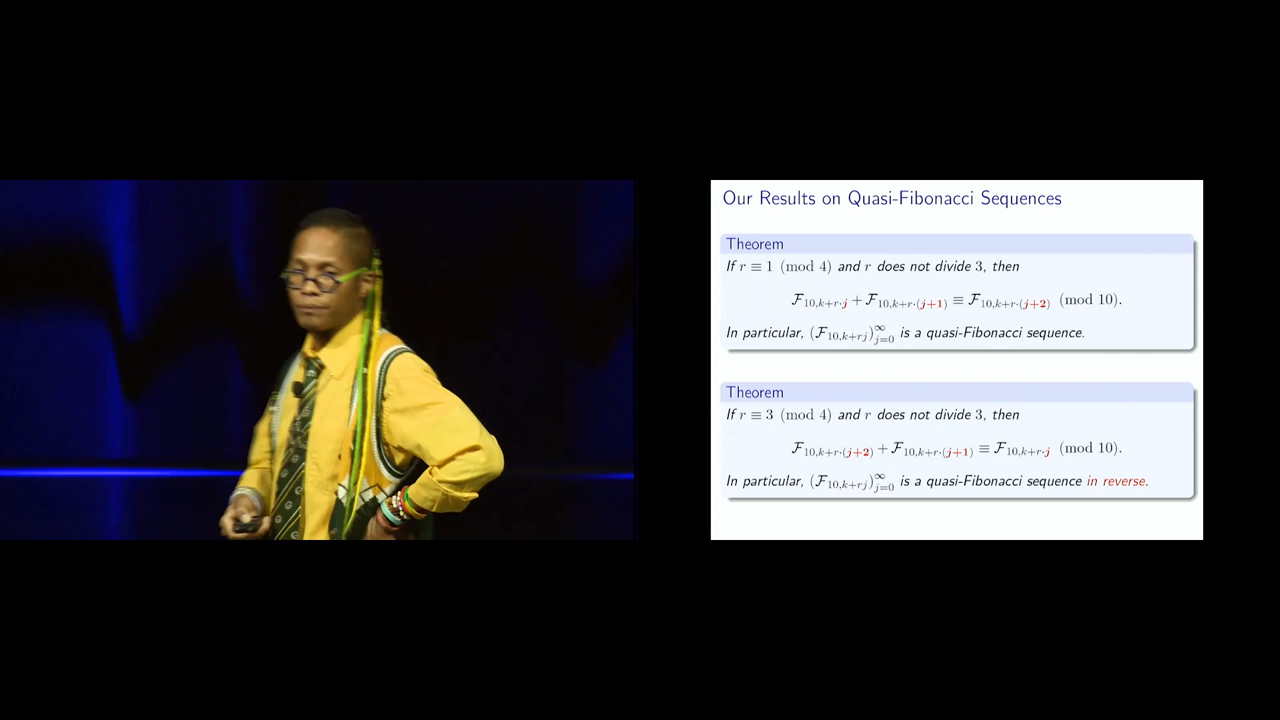 Our Results on Quasi-Fibonacci Sequences
Theorem
If r ≡ 1 (mod 4) and r does not divide 3, then
ℱ₁₀,ₖ₊ᵣ·ⱼ + ℱ₁₀,ₖ₊ᵣ·₍ⱼ₊₁₎ ≡ ℱ₁₀,ₖ₊ᵣ·₍ⱼ₊₂₎ (mod 10).
In particular, (ℱ₁₀,ₖ₊ᵣⱼ)∞ⱼ₌₀ is a quasi-Fibonacci sequence.
Theorem
If r ≡ 3 (mod 4) and r does not divide 3, then
ℱ₁₀,ₖ₊ᵣ·₍ⱼ₊₂₎ + ℱ₁₀,ₖ₊ᵣ·₍ⱼ₊₁₎ ≡ ℱ₁₀,ₖ₊ᵣ·ⱼ (mod 10).
In particular, (ℱ₁₀,ₖ₊ᵣⱼ)∞ⱼ₌₀ is a quasi-Fibonacci sequence in reverse.